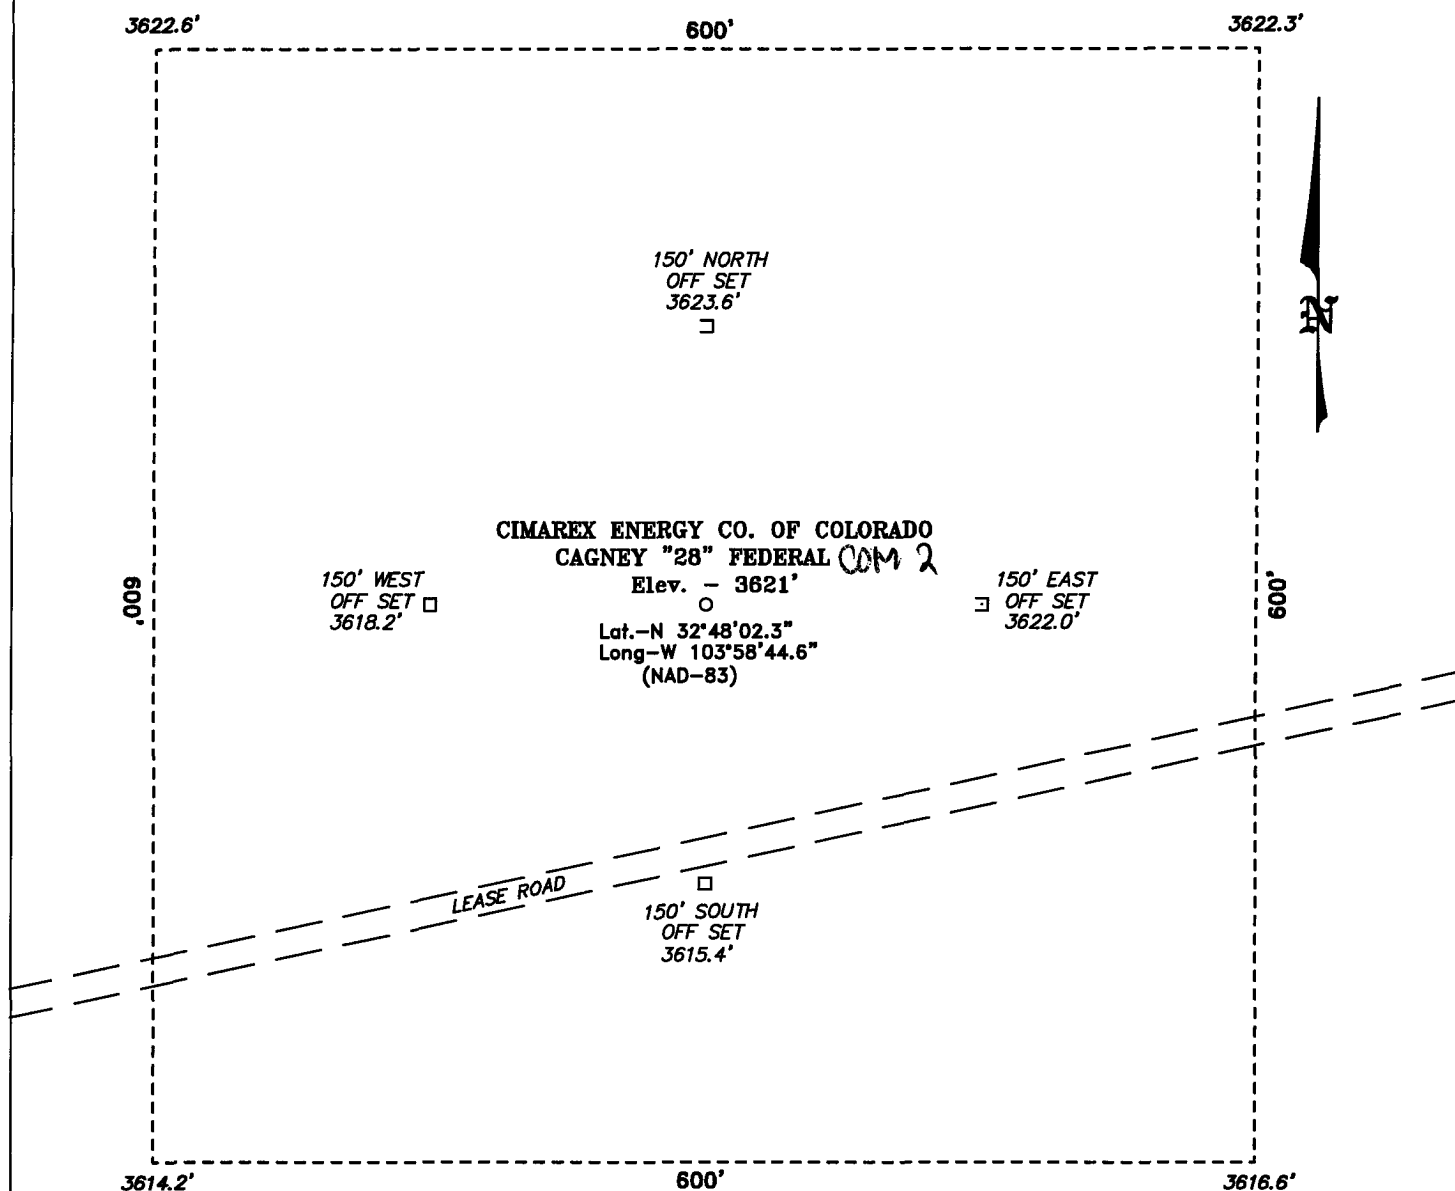 3622.6'
600'
3622.3'
150' NORTH
OFF SET
3623.6'
N
CIMAREX ENERGY CO. OF COLORADO
CAGNEY "28" FEDERAL COM 2
Elev. - 3621'
Lat.-N 32°48'02.3"
Long-W 103°58'44.6"
(NAD-83)
600'
150' WEST
OFF SET
3618.2'
150' EAST
OFF SET
3622.0'
600'
LEASE ROAD
150' SOUTH
OFF SET
3615.4'
3614.2'
600'
3616.6'